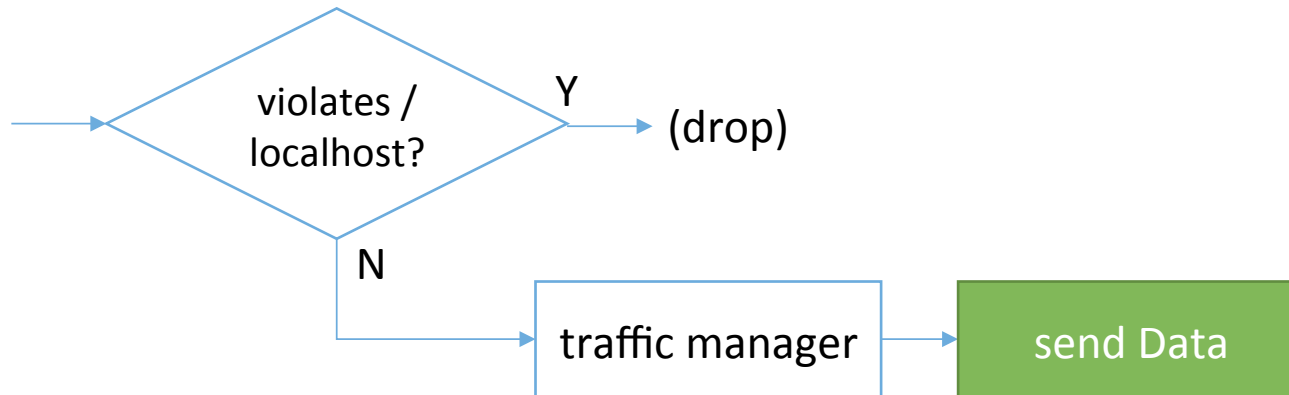 violates /
localhost?
Y
(drop)
N
traffic manager
send Data